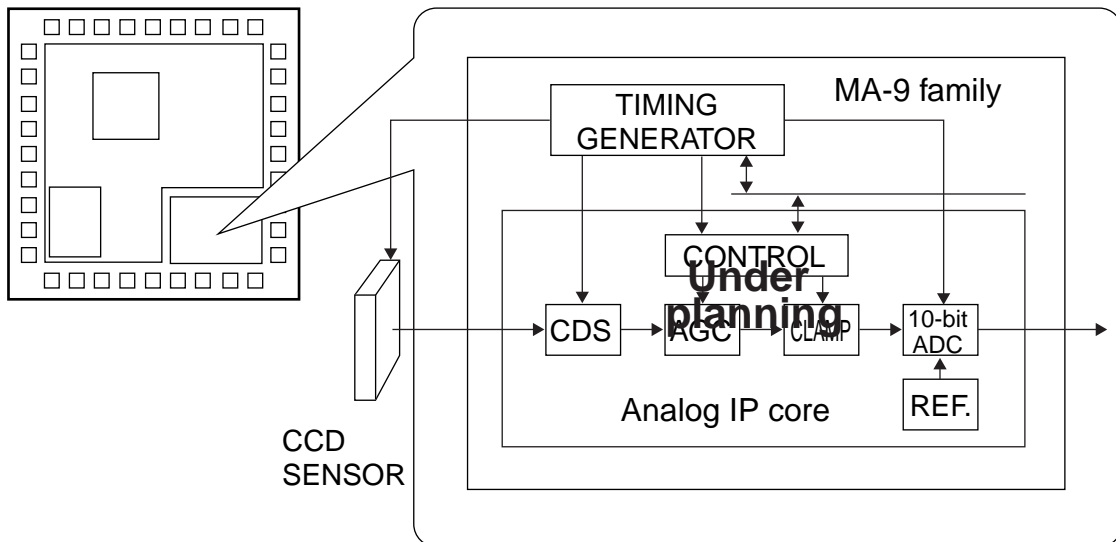 MA-9 family
TIMING
GENERATOR
CONTROL
Under
planning
CDS
AGC
CLAMP
10-bit
ADC
REF.
Analog IP core
CCD
SENSOR